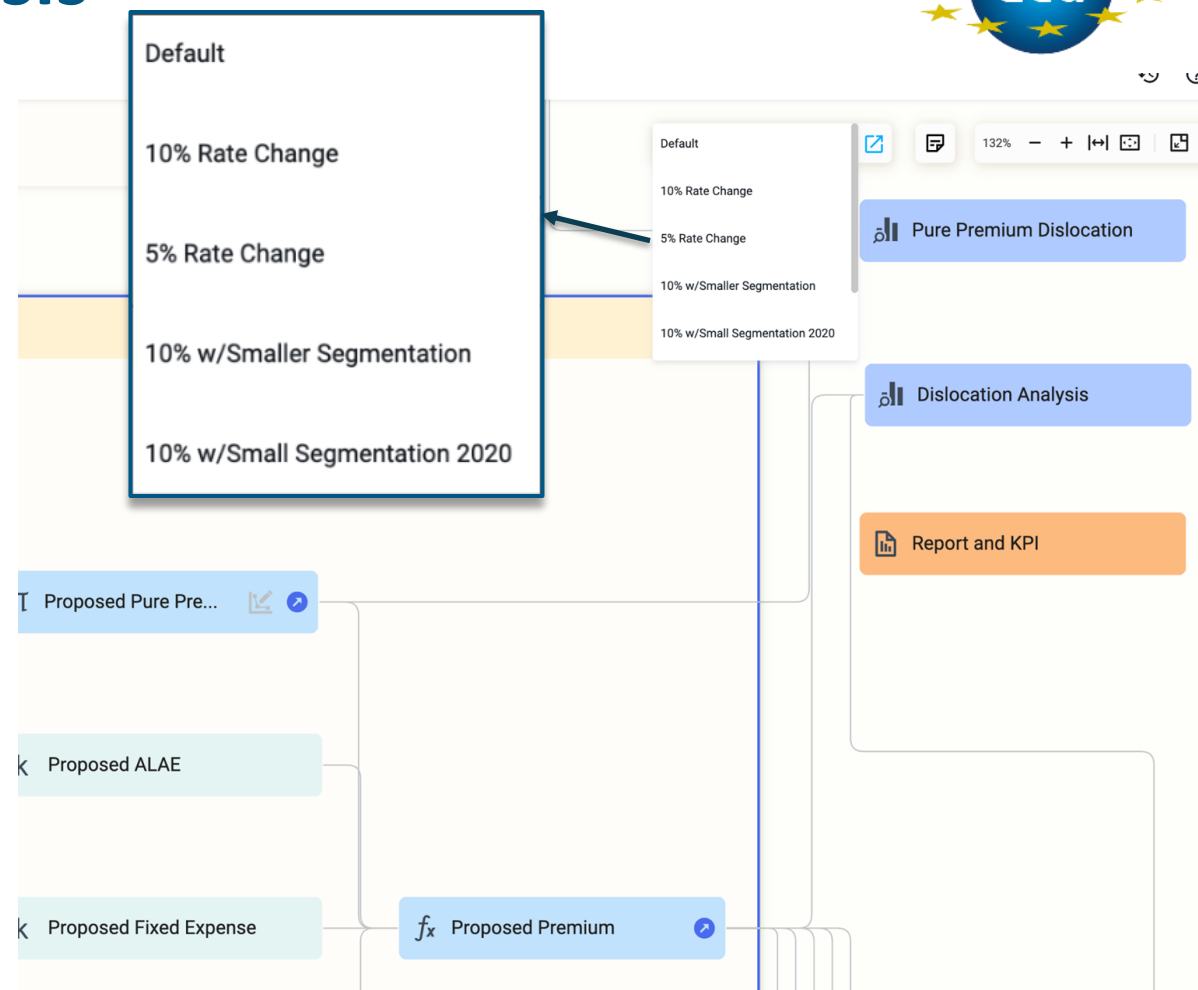 Default
10% Rate Change
5% Rate Change
10% w/Smaller Segmentation
10% w/Small Segmentation 2020
Default
10% Rate Change
5% Rate Change
10% w/Smaller Segmentation
10% w/Small Segmentation 2020
132%
Pure Premium Dislocation
Dislocation Analysis
Report and KPI
Proposed Pure Pre...
Proposed ALAE
Proposed Fixed Expense
fx Proposed Premium